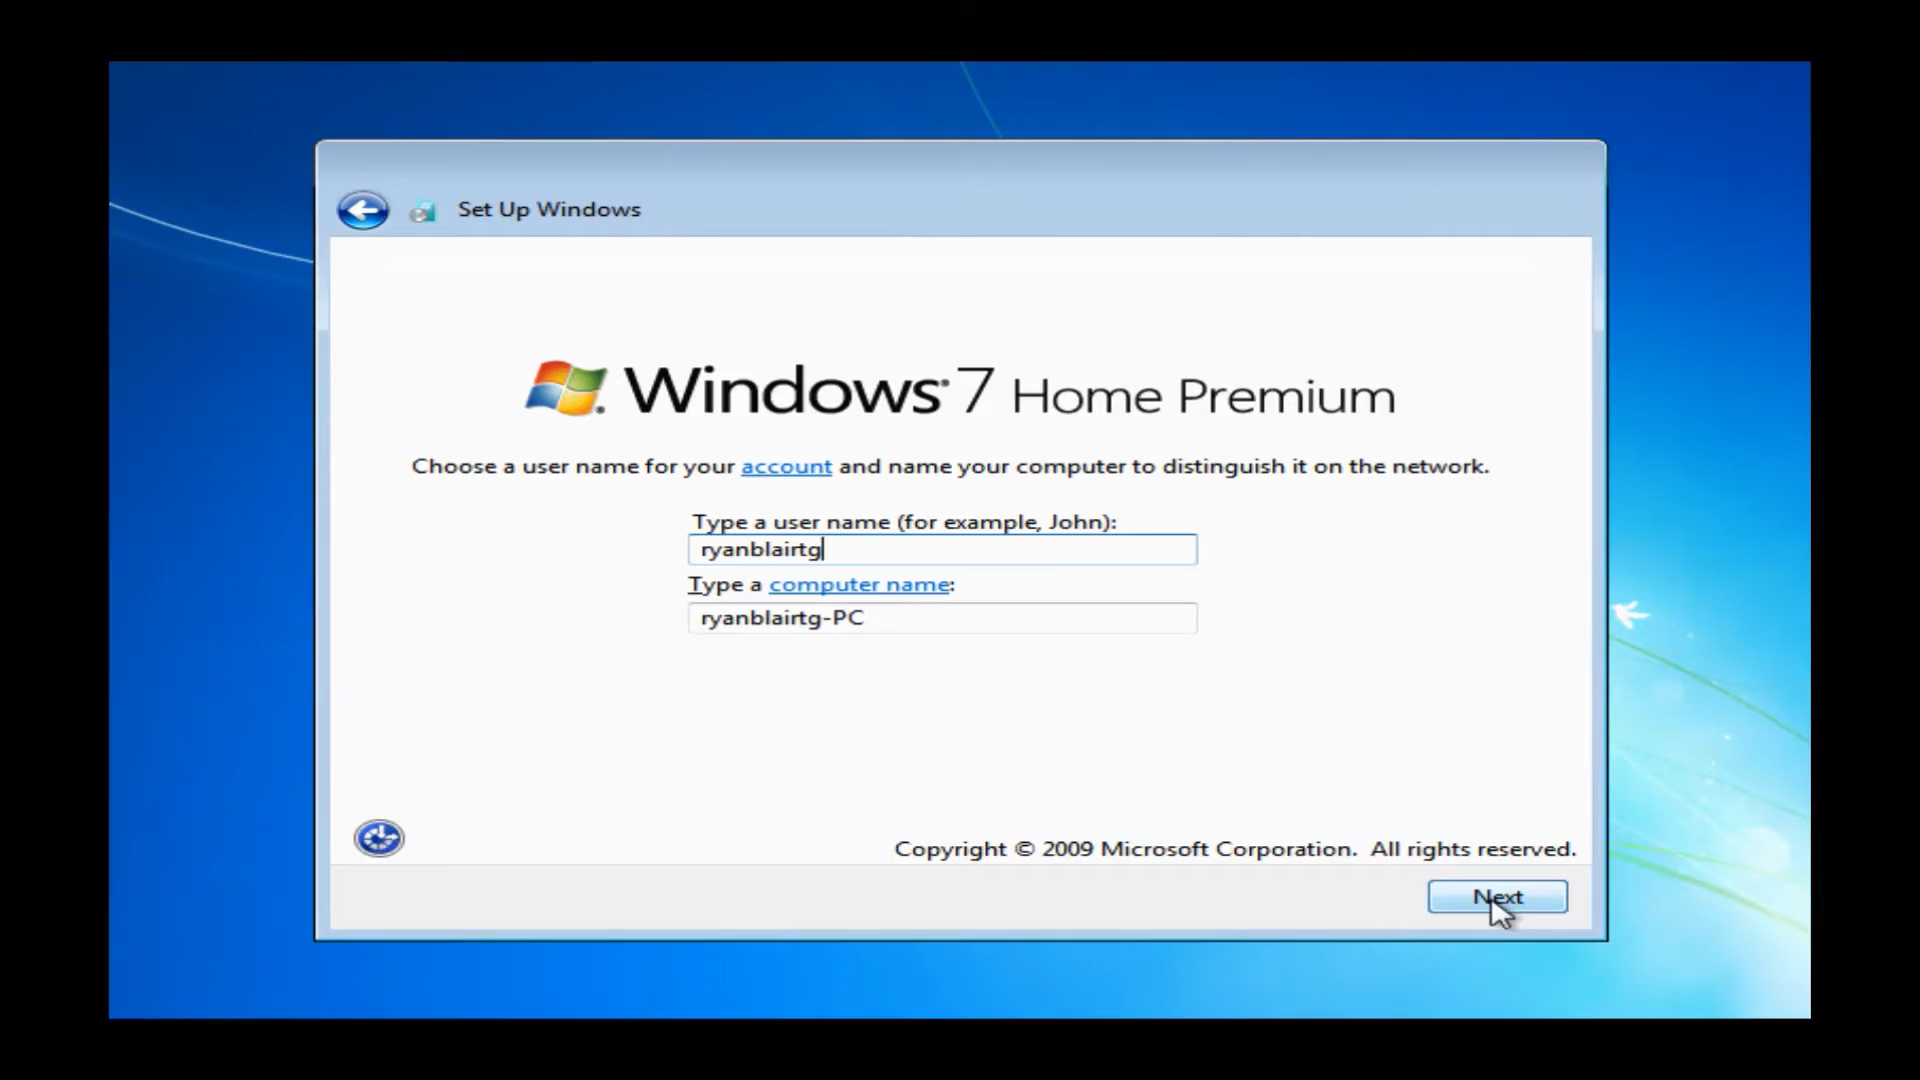 Set Up Windows
Windows 7 Home Premium
Choose a user name for your account and name your computer to distinguish it on the network.
Type a user name (for example, John):
ryanblairtg
Type a computer name:
ryanblairtg-PC
Copyright © 2009 Microsoft Corporation. All rights reserved.
Next